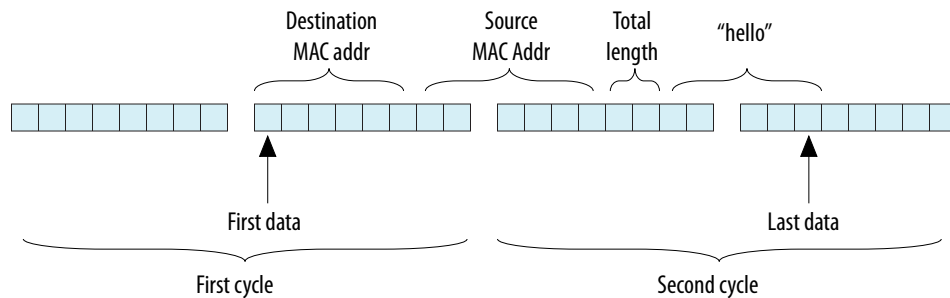 Destination
MAC addr
Source
MAC Addr
Total
length
“hello”
First data
Last data
First cycle
Second cycle